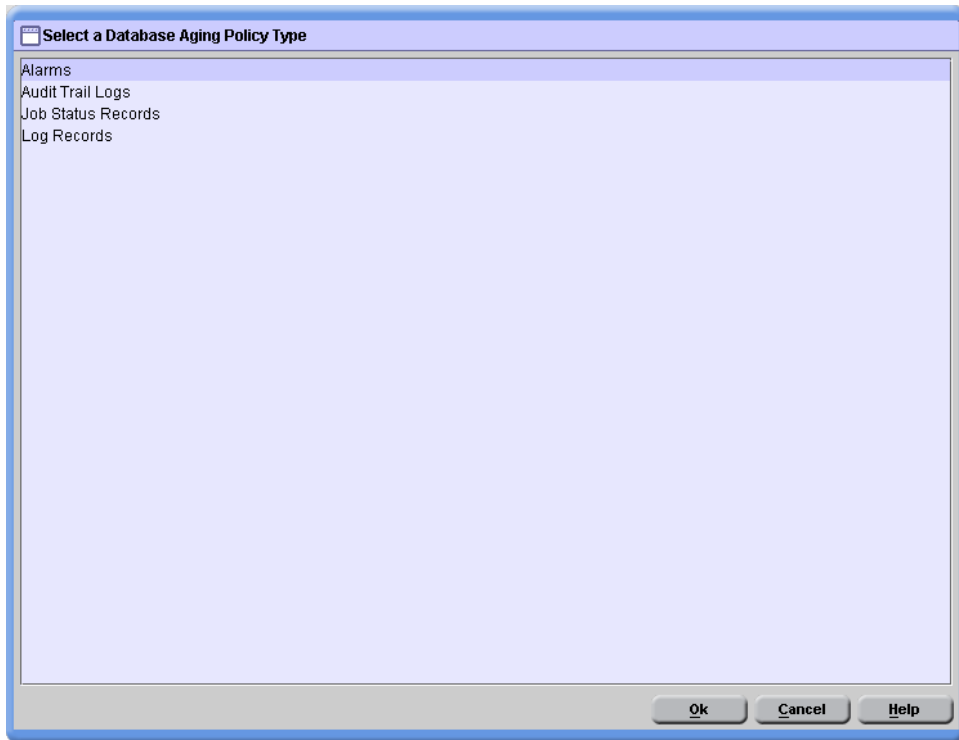 Select a Database Aging Policy Type
Alarms
Audit Trail Logs
Job Status Records
Log Records
Ok Cancel Help